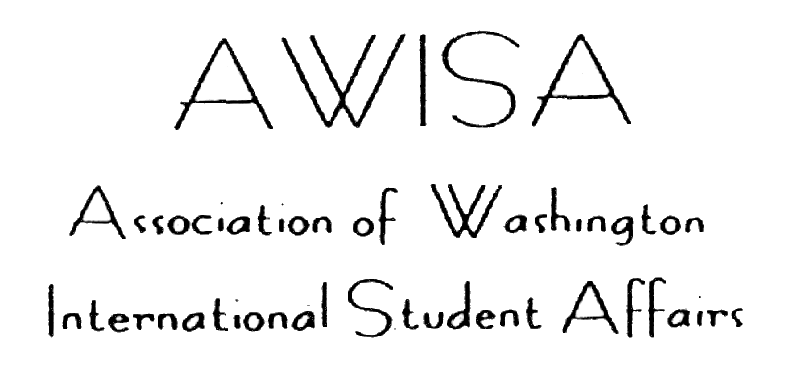 AWISA
Association of Washington
International Student Affairs